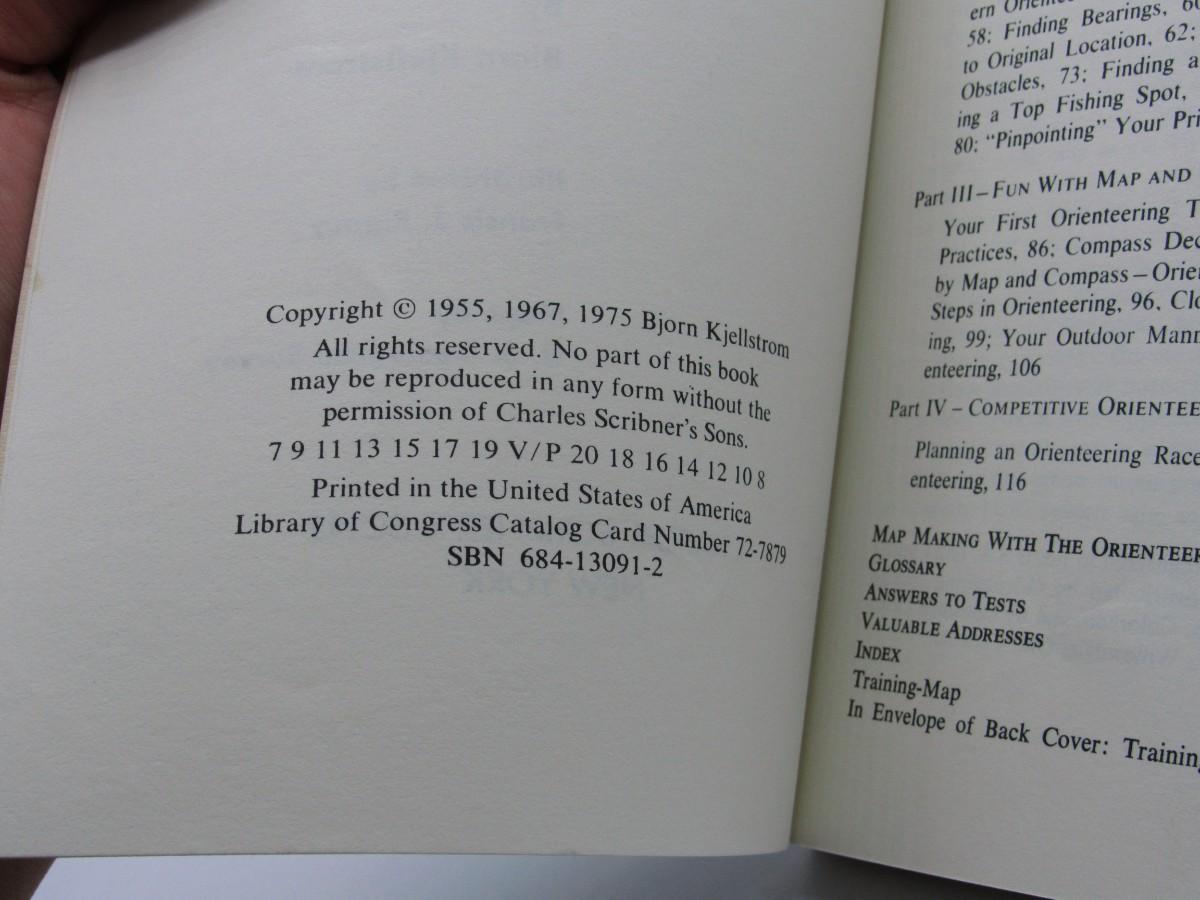 Copyright © 1955, 1967, 1975 Bjorn Kjellstrom
All rights reserved. No part of this book
may be reproduced in any form without the
permission of Charles Scribner's Sons.
7 9 11 13 15 17 19 V/P 20 18 16 14 12 10 8
Printed in the United States of America
Library of Congress Catalog Card Number 72-7879
SBN 684-13091-2
NEW YORK
ern
58; Finding Bearings,
to Original Location, 62;
Obstacles, 73; Finding a
ing a Top Fishing Spot,
80; “Pinpointing” Your
Part III – FUN WITH MAP AND
Your First Orienteering
Practices, 86; Compass
by Map and Compass – 
Steps in Orienteering, 96.
ing, 99; Your Outdoor
enteering, 106
Part IV – COMPETITIVE
Planning an Orienteering Race
enteering, 116
MAP MAKING WITH THE
GLOSSARY
ANSWERS TO TESTS
VALUABLE ADDRESSES
INDEX
Training-Map
In Envelope of Back Cover: